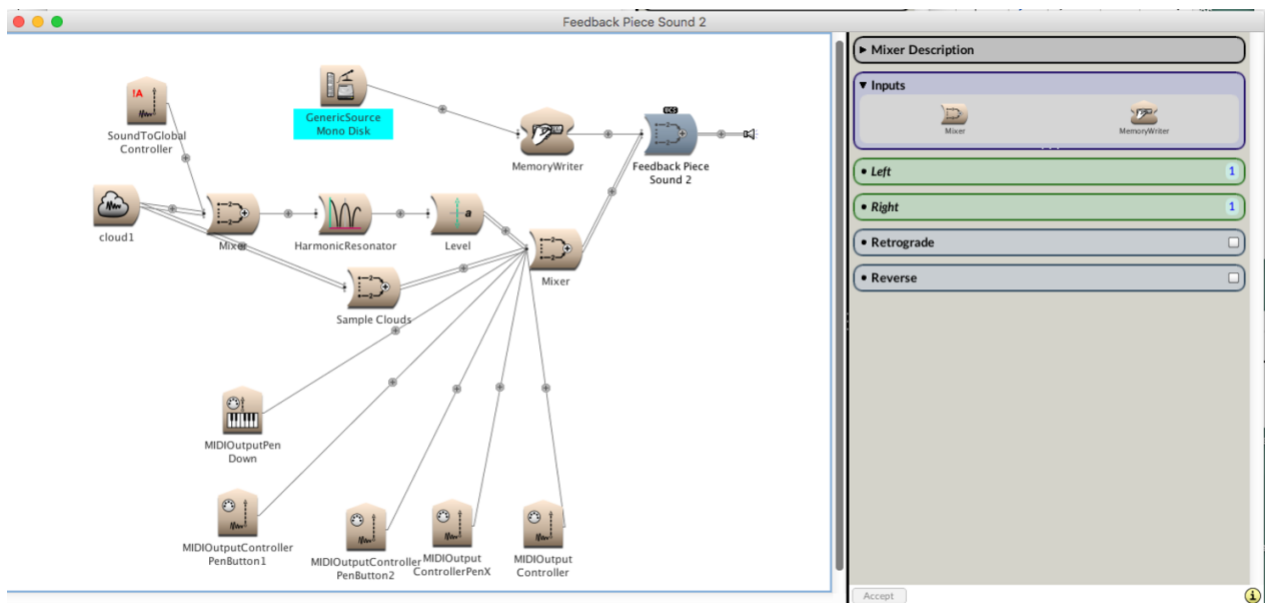 Feedback Piece Sound 2
!A
SoundToGlobal
Controller
GenericSource
Mono Disk
MemoryWriter
VCS
Feedback Piece
Sound 2
New
cloud1
Mixer
HarmonicResonator
a
Level
Mixer
Sample Clouds
MIDIOutputPen
Down
MIDIOutputController
PenButton1
MIDIOutputController
PenButton2
MIDIOutput
ControllerPenX
MIDIOutput
Controller
Mixer Description
Inputs
Mixer
MemoryWriter
Left
1
Right
1
Retrograde
Reverse
Accept
i